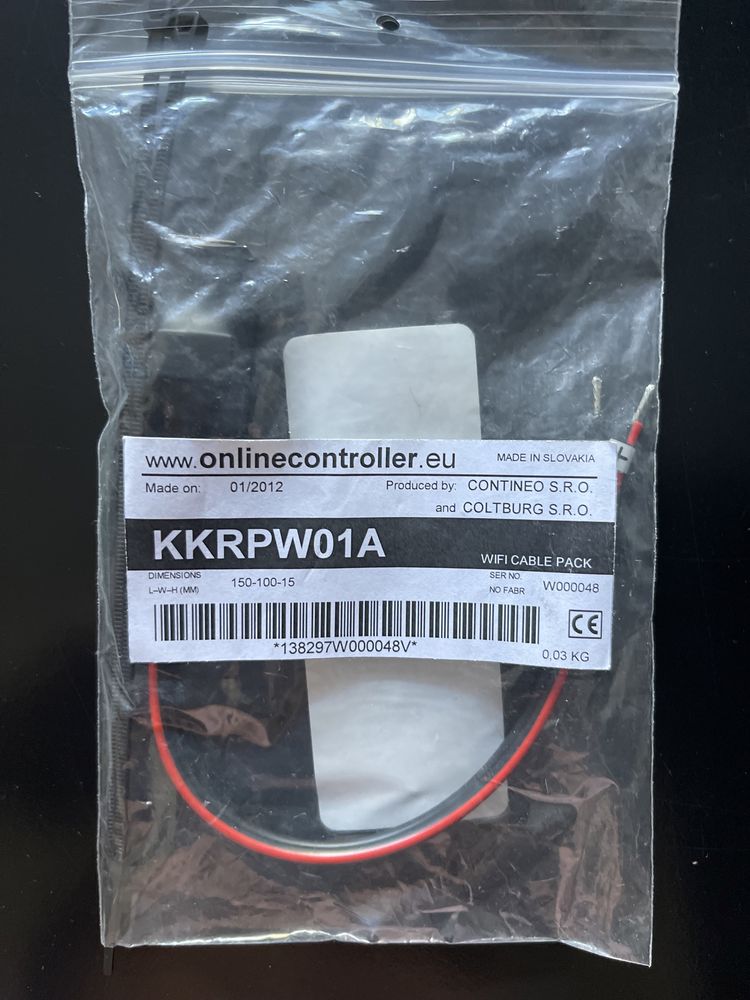 www.onlinecontroller.eu MADE IN SLOVAKIA
Made on: 01/2012 Produced by: CONTINEO S.R.O.
and COLTBURG S.R.O.
KKRPW01A WIFI CABLE PACK
DIMENSIONS 150-100-15 SER NO. W000048
L–W–H (MM) NO FABR
CE
*138297W000048V* 0,03 KG